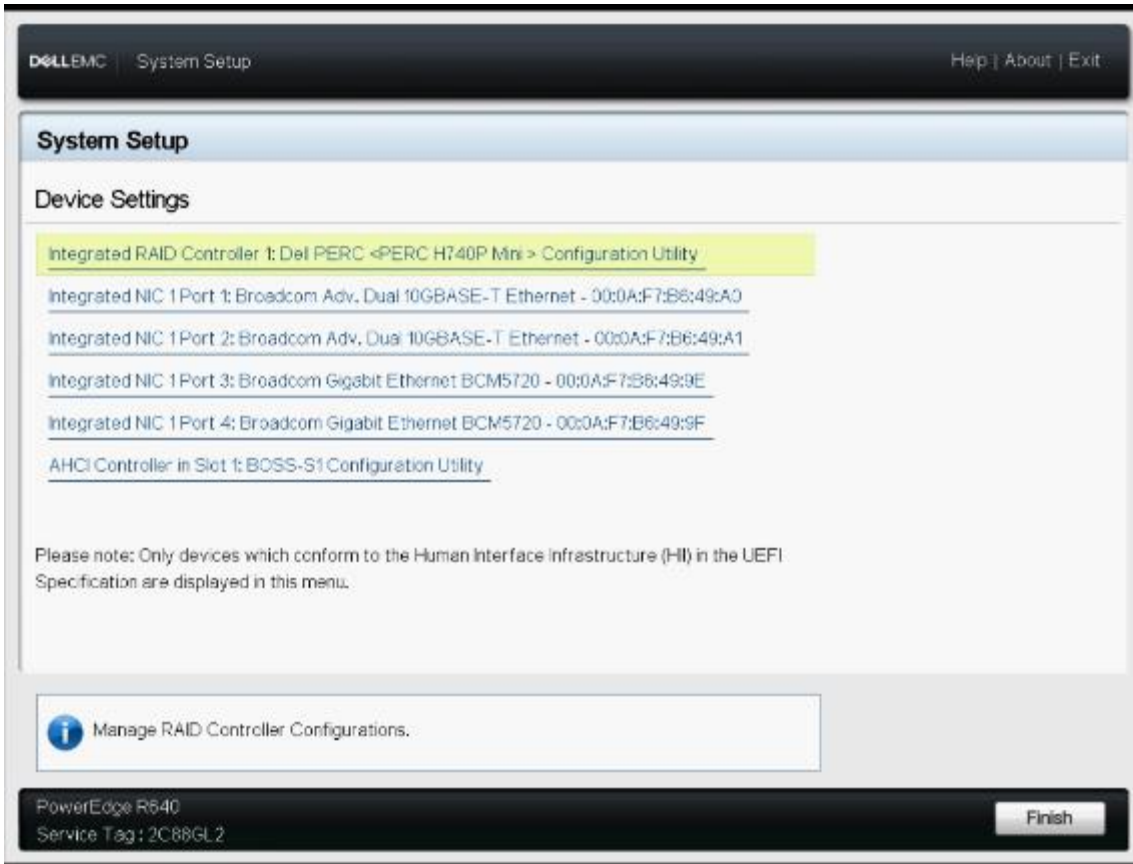 DELLEMC | System Setup
Help | About | Exit
System Setup
Device Settings
Integrated RAID Controller 1: Dell PERC <PERC H740P Mini > Configuration Utility
Integrated NIC 1 Port 1: Broadcom Adv. Dual 10GBASE-T Ethernet - 00:0A:F7:B6:49:A0
Integrated NIC 1 Port 2: Broadcom Adv. Dual 10GBASE-T Ethernet - 00:0A:F7:B6:49:A1
Integrated NIC 1 Port 3: Broadcom Gigabit Ethernet BCM5720 - 00:0A:F7:B6:49:9E
Integrated NIC 1 Port 4: Broadcom Gigabit Ethernet BCM5720 - 00:0A:F7:B6:49:9F
AHCI Controller in Slot 1: BOSS-S1 Configuration Utility
Please note: Only devices which conform to the Human Interface Infrastructure (HII) in the UEFI
Specification are displayed in this menu.
Manage RAID Controller Configurations.
PowerEdge R640
Service Tag : 2C88GL2
Finish